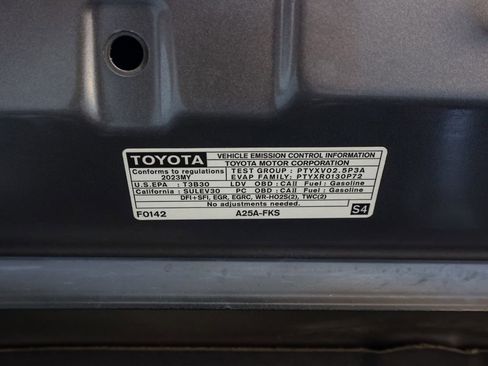 TOYOTA VEHICLE EMISSION CONTROL INFORMATION
TOYOTA MOTOR CORPORATION
Conforms to regulations TEST GROUP : PTYXV02.5P3A
2023MY EVAP FAMILY : PTYXR0130P72
U.S.EPA : T3B30 LDV OBD : CAII Fuel : Gasoline
California : SULEV30 PC OBD : CAII Fuel : Gasoline
DFI+SFI, EGR, EGRC, WR-HO2S(2), TWC(2)
No adjustments needed.
F0142 A25A-FKS S4